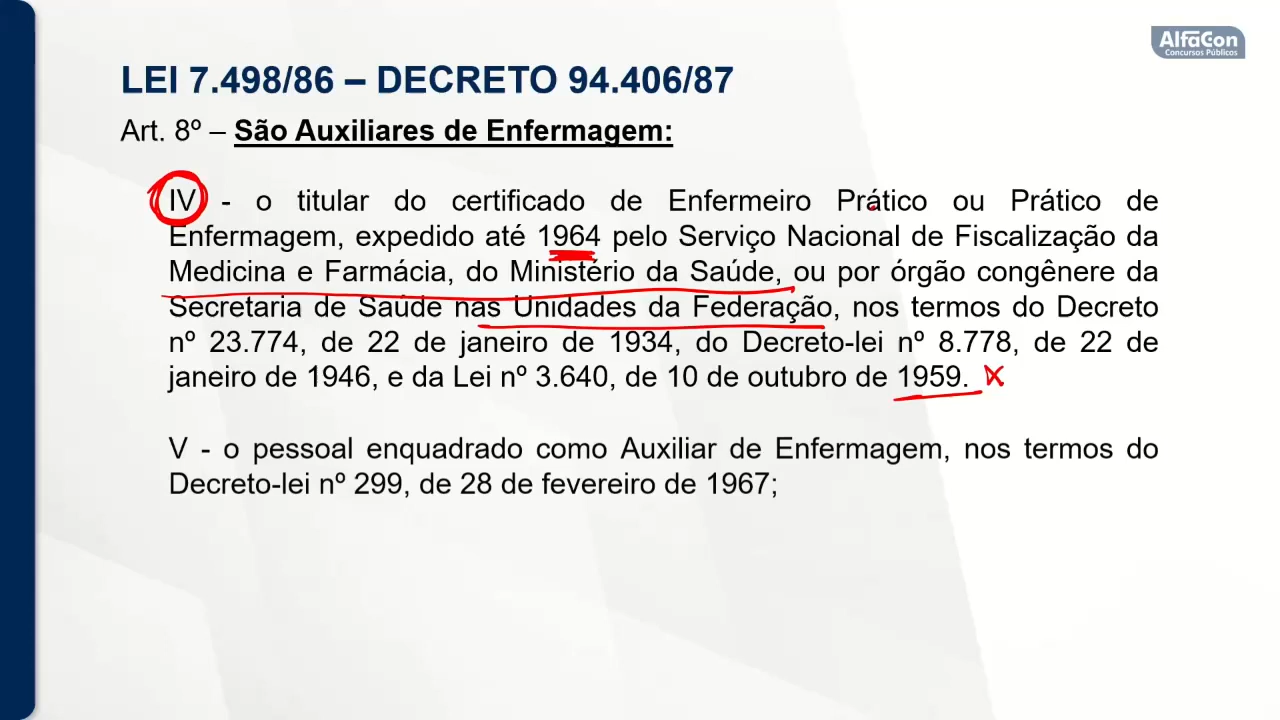 AlfaCon
Concursos Públicos
LEI 7.498/86 – DECRETO 94.406/87
Art. 8º – São Auxiliares de Enfermagem:
IV - o titular do certificado de Enfermeiro Prático ou Prático de
Enfermagem, expedido até 1964 pelo Serviço Nacional de Fiscalização da
Medicina e Farmácia, do Ministério da Saúde, ou por órgão congênere da
Secretaria de Saúde nas Unidades da Federação, nos termos do Decreto
nº 23.774, de 22 de janeiro de 1934, do Decreto-lei nº 8.778, de 22 de
janeiro de 1946, e da Lei nº 3.640, de 10 de outubro de 1959.
V - o pessoal enquadrado como Auxiliar de Enfermagem, nos termos do
Decreto-lei nº 299, de 28 de fevereiro de 1967;